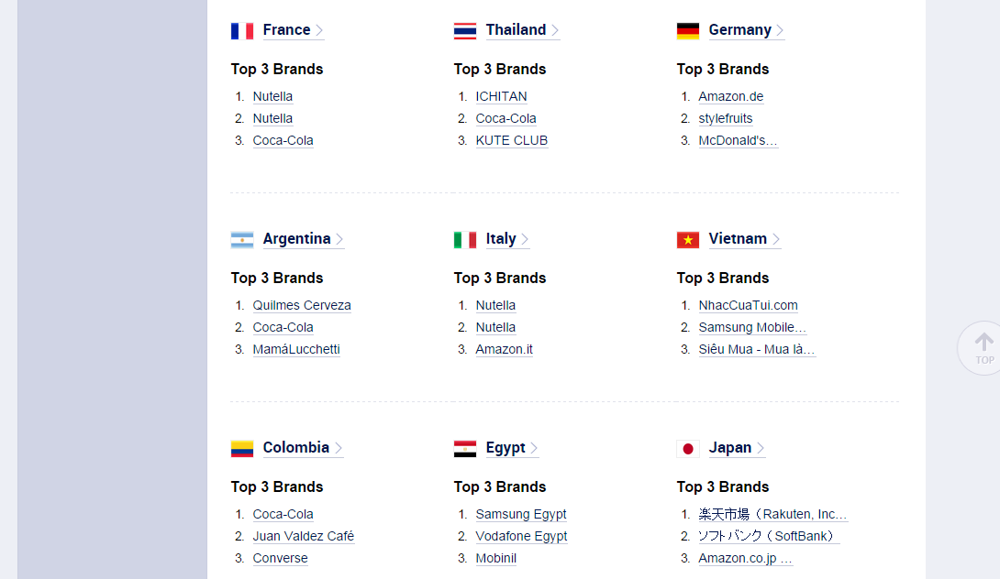 France
Top 3 Brands
1. Nutella
2. Nutella
3. Coca-Cola
Thailand
Top 3 Brands
1. ICHITAN
2. Coca-Cola
3. KUTE CLUB
Germany
Top 3 Brands
1. Amazon.de
2. stylefruits
3. McDonald's…
Argentina
Top 3 Brands
1. Quilmes Cerveza
2. Coca-Cola
3. MamáLucchetti
Italy
Top 3 Brands
1. Nutella
2. Nutella
3. Amazon.it
Vietnam
Top 3 Brands
1. NhacCuaTui.com
2. Samsung Mobile…
3. Siêu Mua - Mua là…
Colombia
Top 3 Brands
1. Coca-Cola
2. Juan Valdez Café
3. Converse
Egypt
Top 3 Brands
1. Samsung Egypt
2. Vodafone Egypt
3. Mobinil
Japan
Top 3 Brands
1. 楽天市場（Rakuten, Inc…
2. ソフトバンク（SoftBank）
3. Amazon.co.jp …
TOP